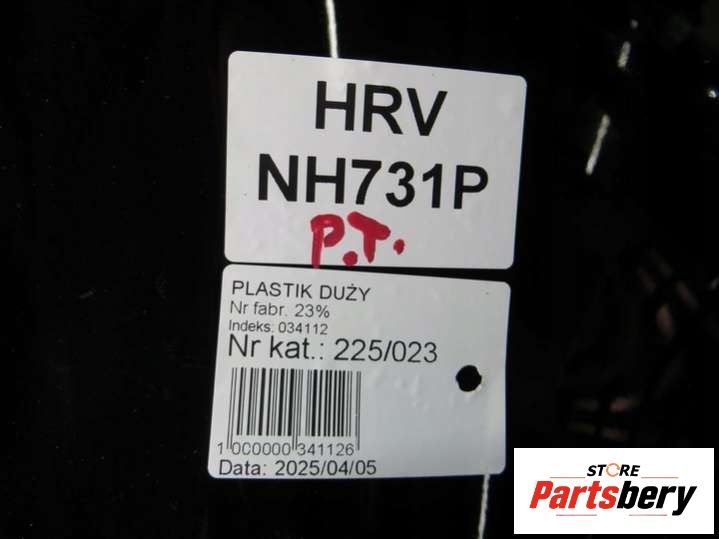 HRV
NH731P
P.T.
PLASTIK DUŻY
Nr fabr. 23%
Indeks: 034112
Nr kat.: 225/023
1 000000 341126
Data: 2025/04/05
STORE
Partsbery